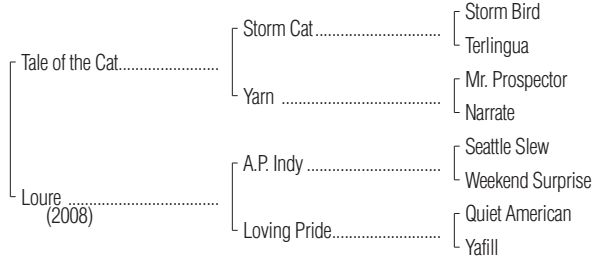 Storm Bird
Storm Cat..............................
Terlingua
Tale of the Cat........................
Mr. Prospector
Yarn ......................................
Narrate
Seattle Slew
A.P. Indy ................................
Weekend Surprise
Loure ....................................
(2008)
Quiet American
Loving Pride..........................
Yafill